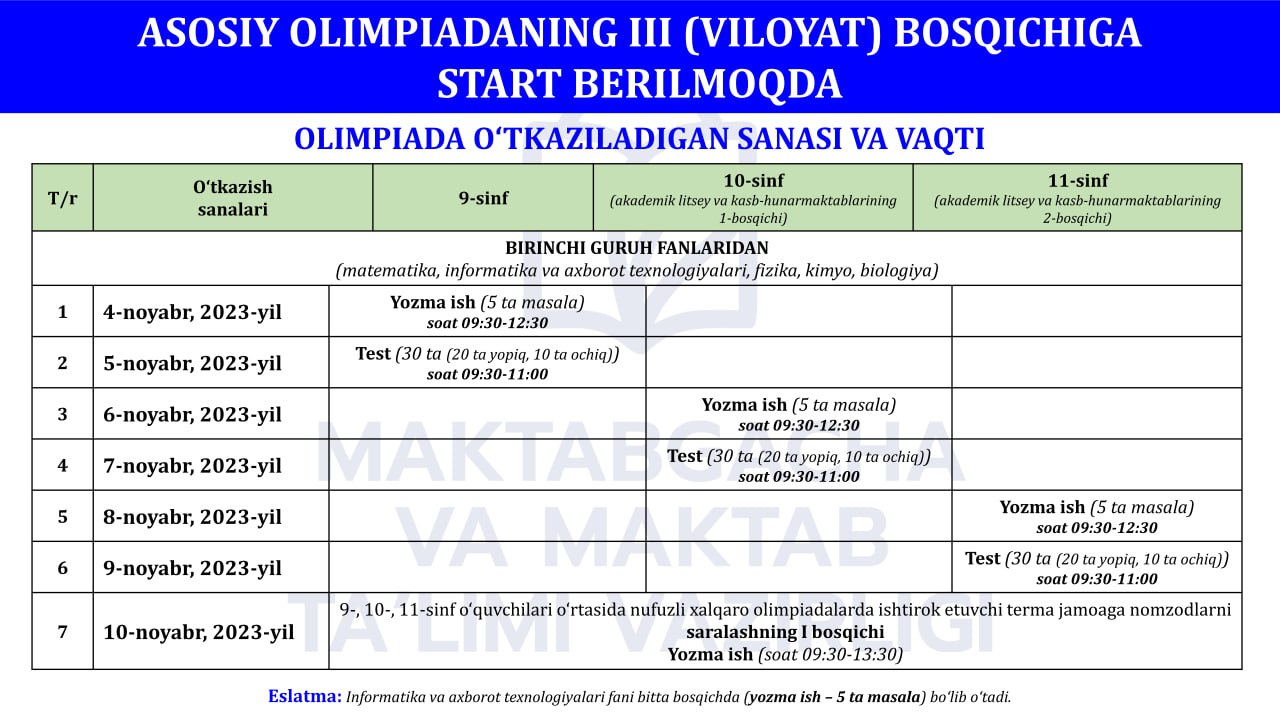 ASOSIY OLIMPIADANING III (VILOYAT) BOSQICHIGA
START BERILMOQDA
OLIMPIADA O‘TKAZILADIGAN SANASI VA VAQTI
T/r
O‘tkazish
sanalari
9-sinf
10-sinf
(akademik litsey va kasb-hunarmaktablarining
1-bosqichi)
11-sinf
(akademik litsey va kasb-hunarmaktablarining
2-bosqichi)
BIRINCHI GURUH FANLARIDAN
(matematika, informatika va axborot texnologiyalari, fizika, kimyo, biologiya)
1
4-noyabr, 2023-yil
Yozma ish (5 ta masala)
soat 09:30-12:30
2
5-noyabr, 2023-yil
Test (30 ta (20 ta yopiq, 10 ta ochiq))
soat 09:30-11:00
3
6-noyabr, 2023-yil
Yozma ish (5 ta masala)
soat 09:30-12:30
4
7-noyabr, 2023-yil
Test (30 ta (20 ta yopiq, 10 ta ochiq))
soat 09:30-11:00
5
8-noyabr, 2023-yil
Yozma ish (5 ta masala)
soat 09:30-12:30
6
9-noyabr, 2023-yil
Test (30 ta (20 ta yopiq, 10 ta ochiq))
soat 09:30-11:00
7
10-noyabr, 2023-yil
9-, 10-, 11-sinf o‘quvchilari o‘rtasida nufuzli xalqaro olimpiadalarda ishtirok etuvchi terma jamoaga nomzodlarni
saralashning I bosqichi
Yozma ish (soat 09:30-13:30)
Eslatma: Informatika va axborot texnologiyalari fani bitta bosqichda (yozma ish – 5 ta masala) bo‘lib o‘tadi.
MAKTABGACHA
VA MAKTAB
TA’LIMI VAZIRLIGI